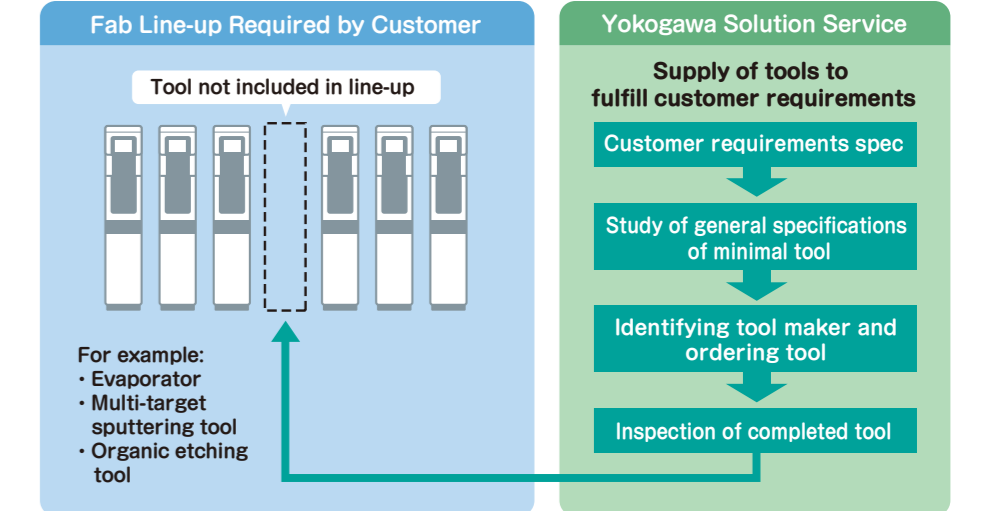 Fab Line-up Required by Customer
Tool not included in line-up
For example:
・Evaporator
・Multi-target
sputtering tool
・Organic etching
tool
Yokogawa Solution Service
Supply of tools to
fulfill customer requirements
Customer requirements spec
Study of general specifications
of minimal tool
Identifying tool maker and
ordering tool
Inspection of completed tool